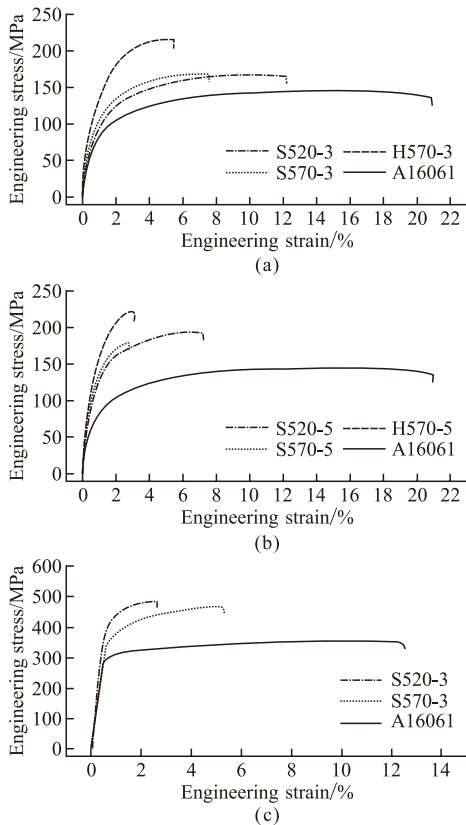 250
200
150
100
50
0
Engineering stress/MPa
S520-3
H570-3
S570-3
A16061
0 2 4 6 8 10 12 14 16 18 20 22
Engineering strain/%
(a)
250
200
150
100
50
0
Engineering stress/MPa
S520-5
H570-5
S570-5
A16061
0 2 4 6 8 10 12 14 16 18 20 22
Engineering strain/%
(b)
600
500
400
300
200
100
0
Engineering stress/MPa
S520-3
S570-3
A16061
0 2 4 6 8 10 12 14
Engineering strain/%
(c)